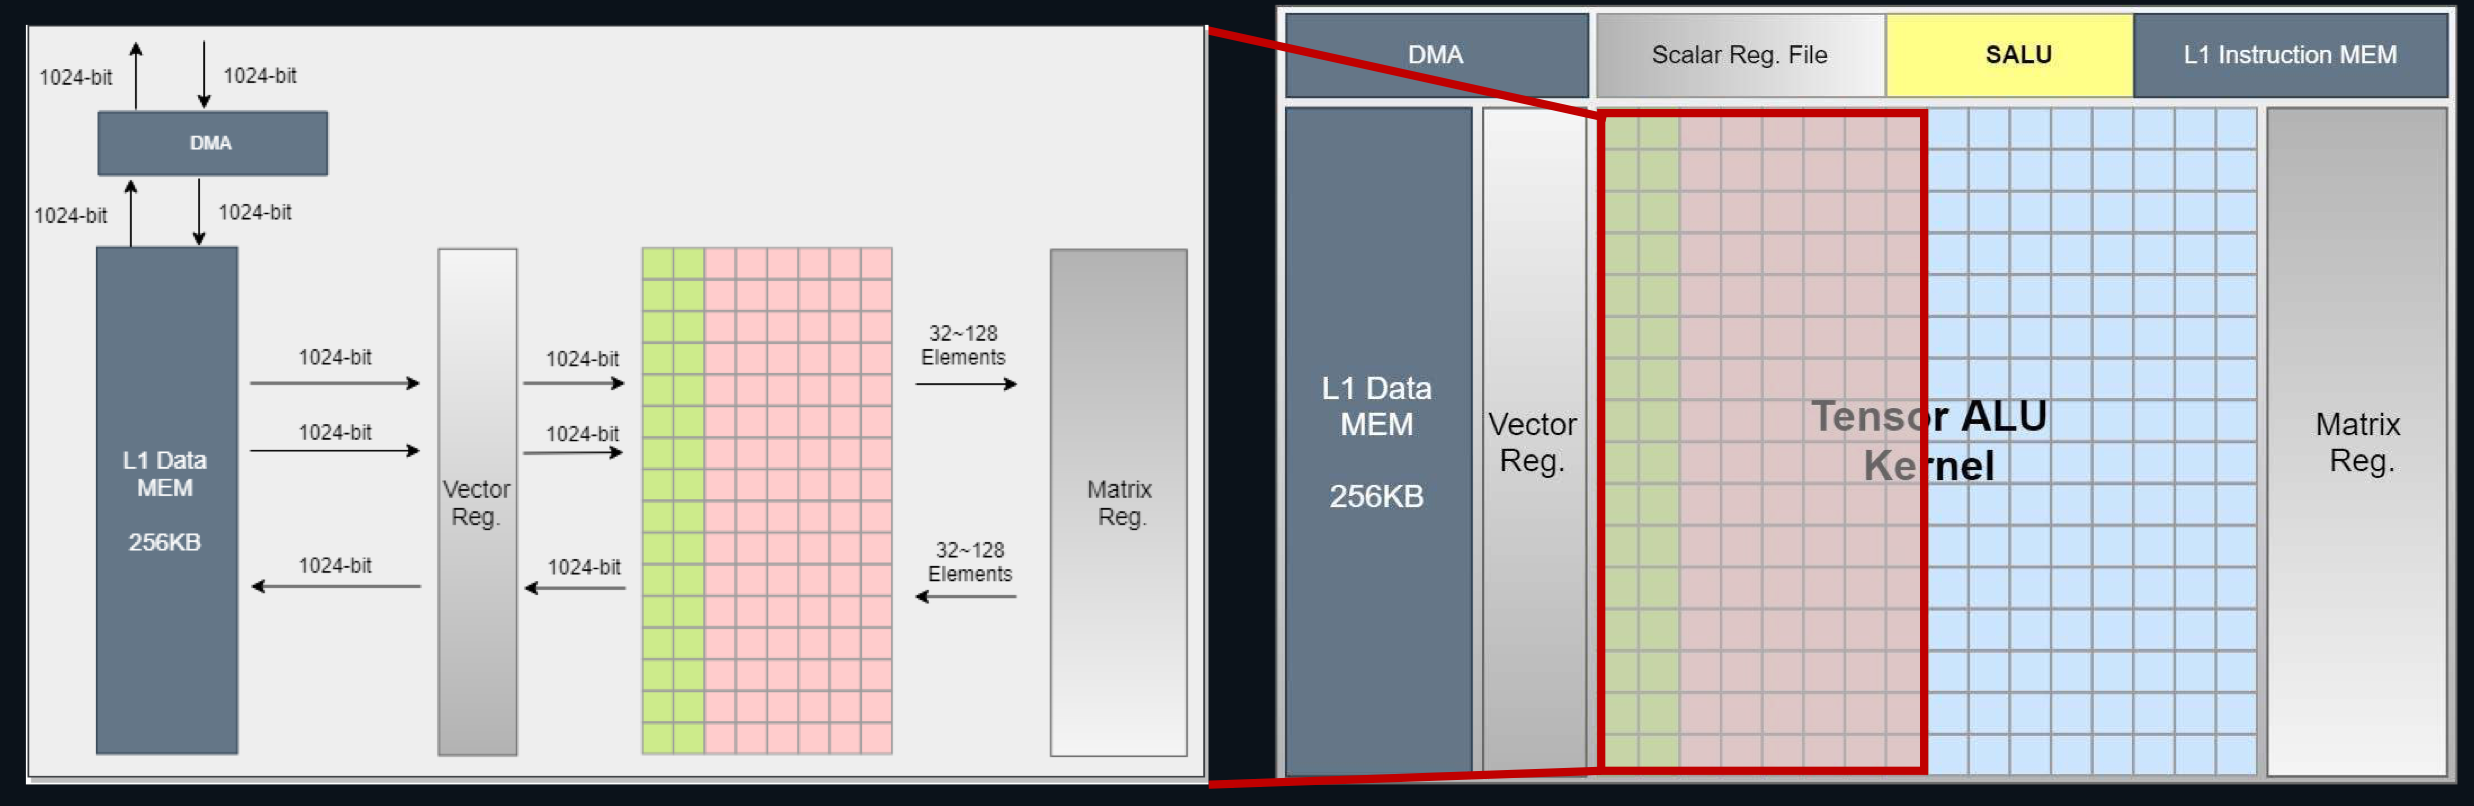 1024-bit
1024-bit
DMA
1024-bit
1024-bit
L1 Data
MEM
256KB
1024-bit
1024-bit
1024-bit
Vector
Reg.
1024-bit
1024-bit
1024-bit
32~128
Elements
32~128
Elements
Matrix
Reg.
DMA
Scalar Reg. File
SALU
L1 Instruction MEM
L1 Data
MEM
256KB
Vector
Reg.
Tensor ALU
Kernel
Matrix
Reg.